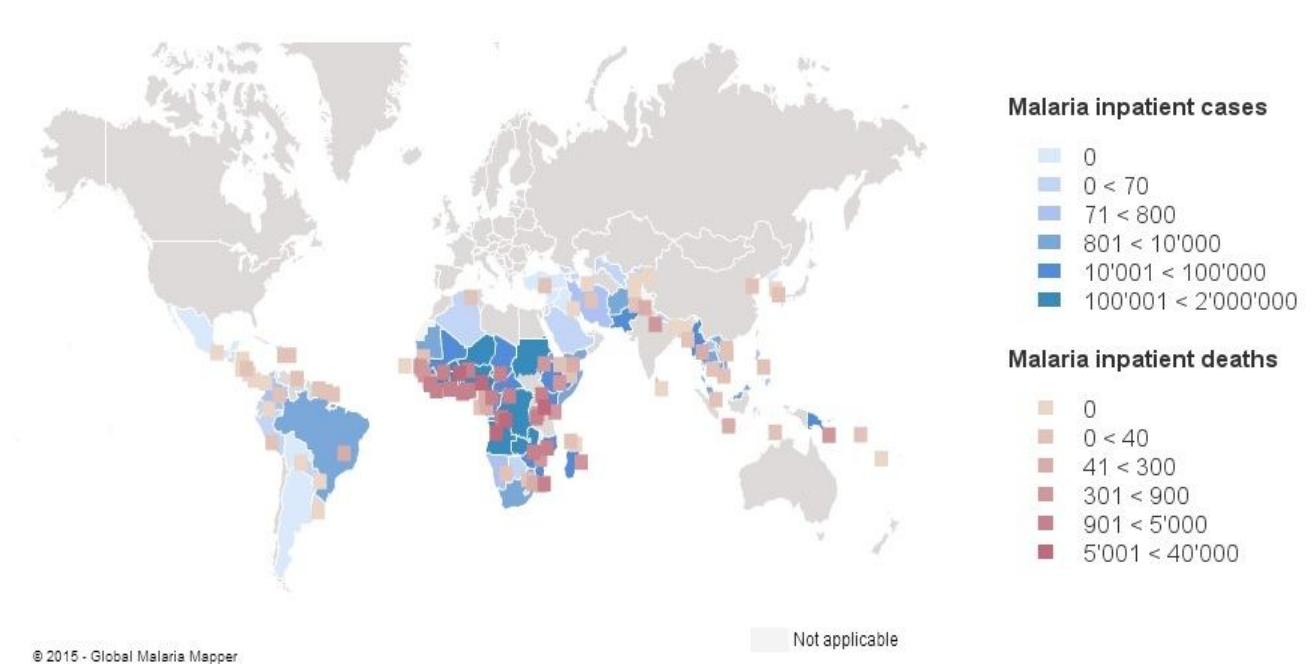 Malaria inpatient cases
0
0 < 70
71 < 800
801 < 10'000
10'001 < 100'000
100'001 < 2'000'000
Malaria inpatient deaths
0
0 < 40
41 < 300
301 < 900
901 < 5'000
5'001 < 40'000
Not applicable
© 2015 - Global Malaria Mapper